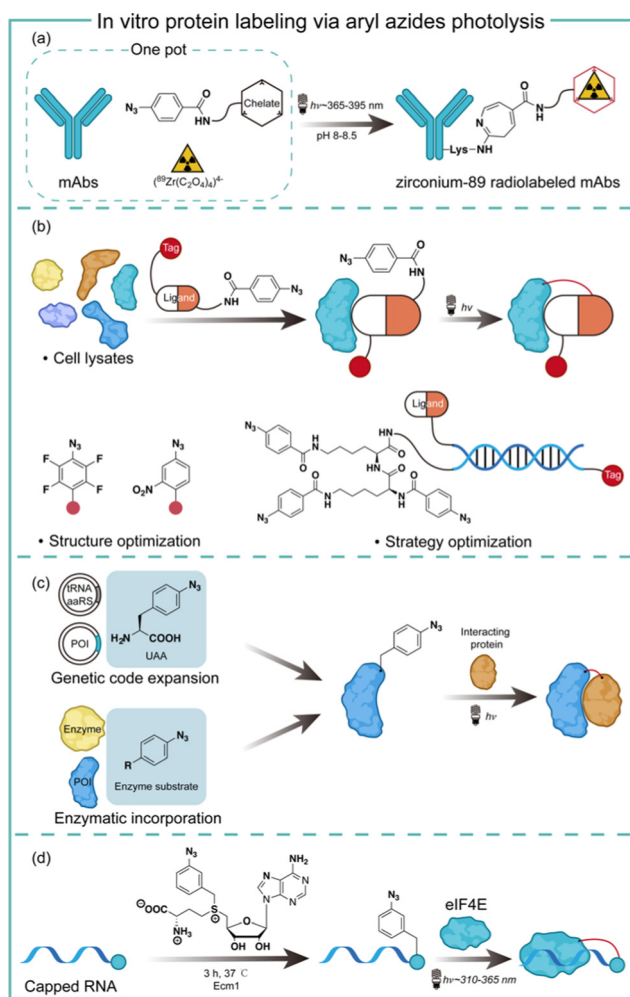 In vitro protein labeling via aryl azides photolysis
(a)
One pot
N₃
O
HN
Chelate
mAbs
(⁸⁹Zr(C₂O₄)₄)⁴⁻
hν~365-395 nm
pH 8-8.5
O
HN
N
Lys
NH
zirconium-89 radiolabeled mAbs
(b)
Tag
Ligand
O
NH
N₃
• Cell lysates
N₃
O
HN
hν
N₃
F
F
F
F
N₃
O₂N
• Structure optimization
N₃
H
N
O
HN
O
NH
O
N₃
O
N
H
H
N
O
N₃
Ligand
Tag
• Strategy optimization
(c)
tRNA
aaRS
POI
N₃
H₂N
COOH
UAA
Genetic code expansion
Enzyme
POI
N₃
R
Enzyme substrate
Enzymatic incorporation
N₃
Interacting
protein
hν
(d)
N₃
⊖OOC
NH₃
⊕
S
⊕
O
OH
OH
NH₂
N
N
N
N
Capped RNA
3 h, 37 ℃
Ecm1
N₃
eIF4E
hν~310-365 nm